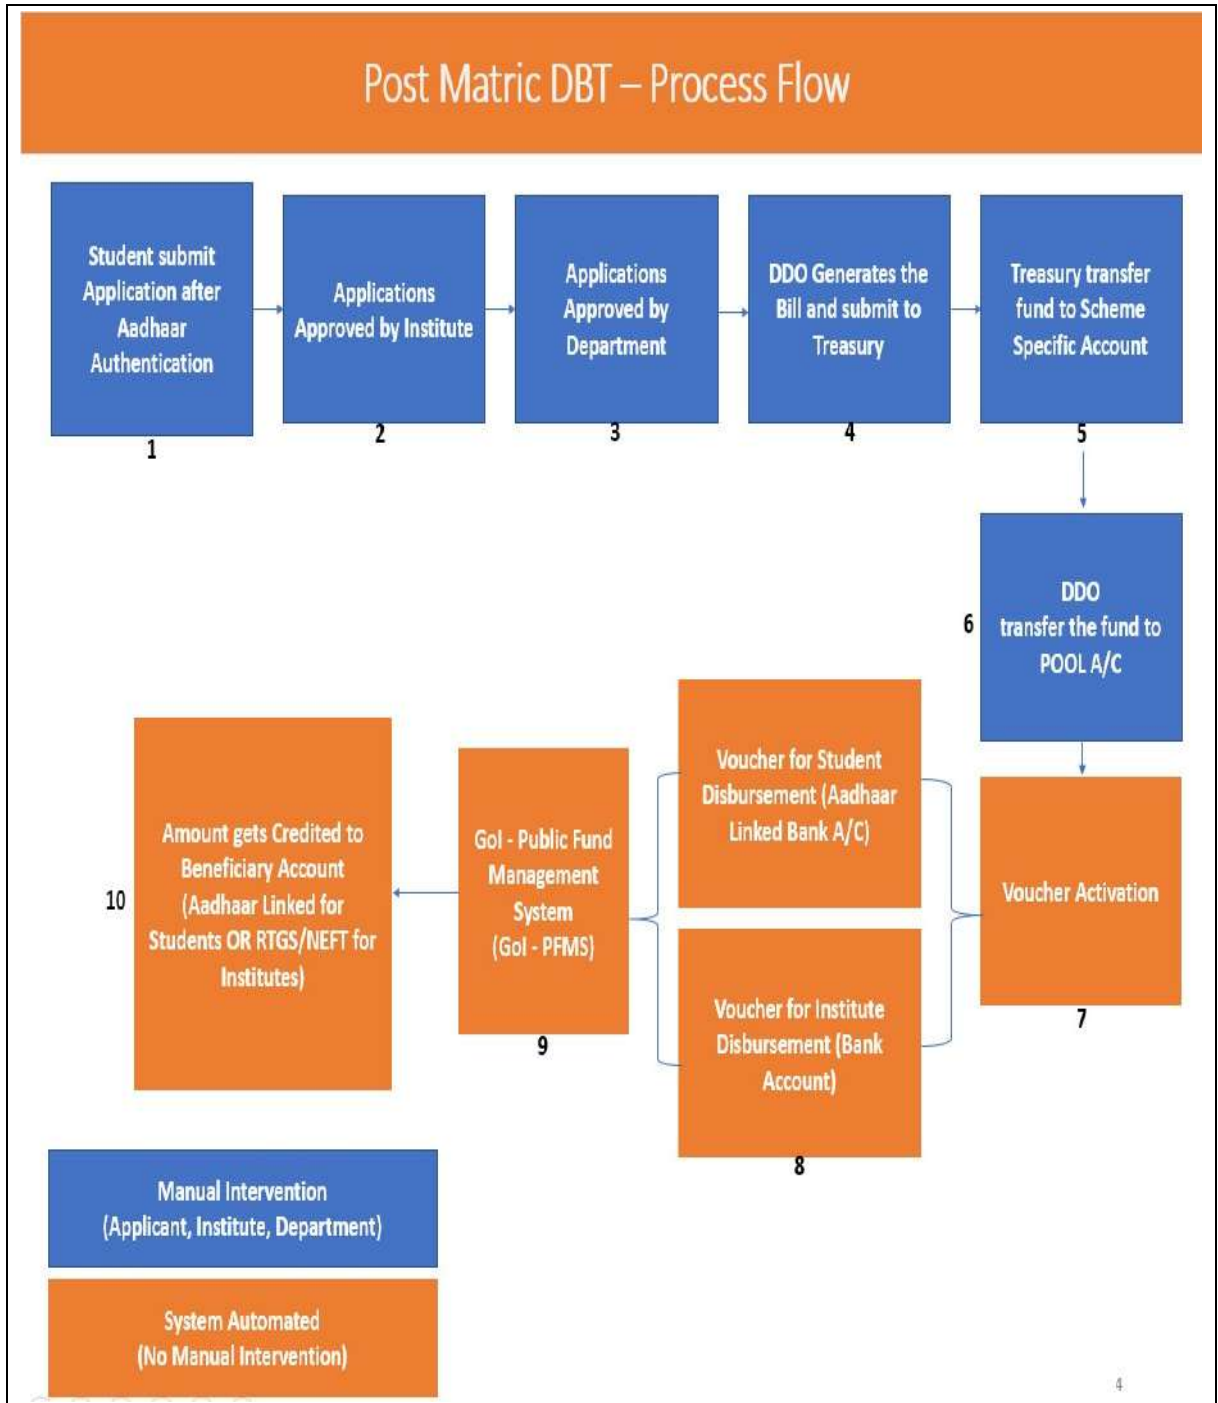 Post Matric DBT – Process Flow
Student submit
Application after
Aadhaar
Authentication
1
Applications
Approved by Institute
2
Applications
Approved by
Department
3
DDO Generates the
Bill and submit to
Treasury
4
Treasury transfer
fund to Scheme
Specific Account
5
DDO
transfer the fund to
POOL A/C
6
Voucher Activation
7
Voucher for Student
Disbursement (Aadhaar
Linked Bank A/C)
Voucher for Institute
Disbursement (Bank
Account)
8
GoI - Public Fund
Management
System
(GoI - PFMS)
9
Amount gets Credited to
Beneficiary Account
(Aadhaar Linked for
Students OR RTGS/NEFT for
Institutes)
10
Manual Intervention
(Applicant, Institute, Department)
System Automated
(No Manual Intervention)
4